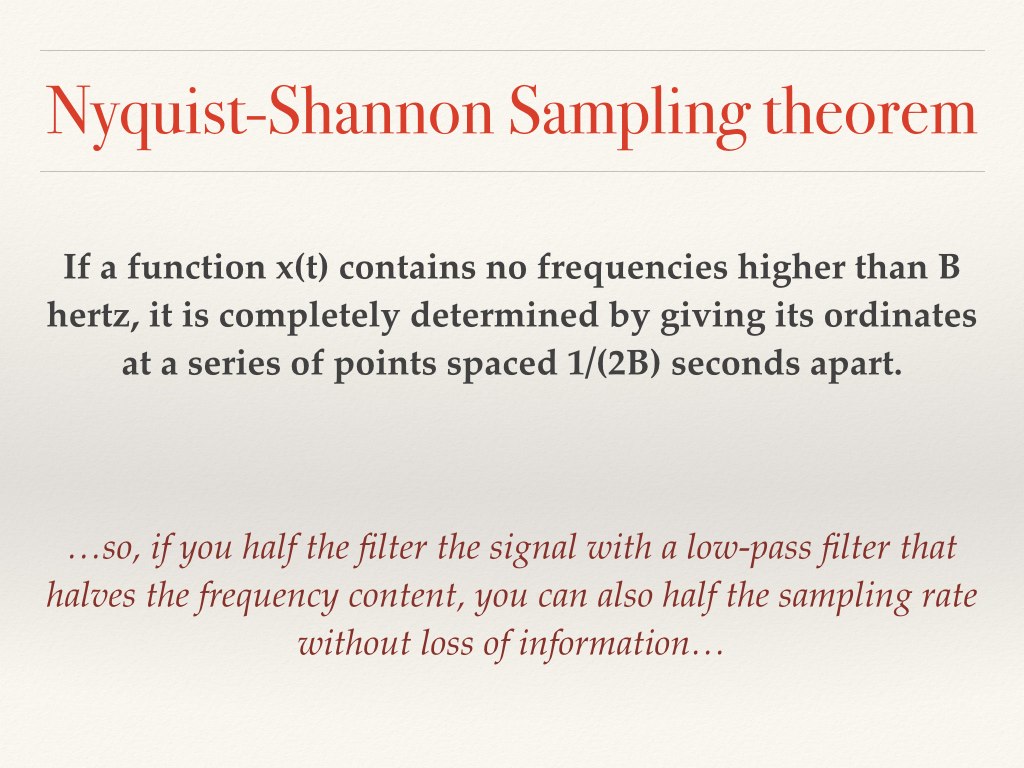 Nyquist-Shannon Sampling theorem
If a function x(t) contains no frequencies higher than B
hertz, it is completely determined by giving its ordinates
at a series of points spaced 1/(2B) seconds apart.
…so, if you half the filter the signal with a low-pass filter that
halves the frequency content, you can also half the sampling rate
without loss of information…